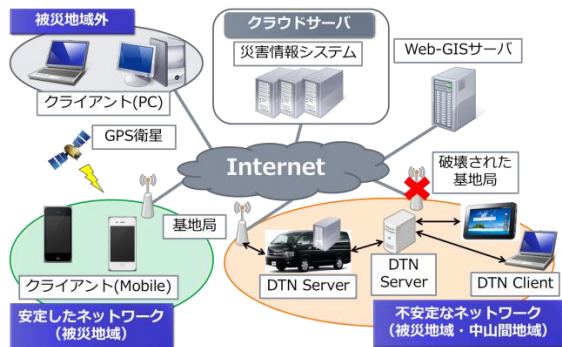 被災地域外
クラウドサーバ
災害情報システム
Web-GISサーバ
クライアント(PC)
GPS衛星
Internet
破壊された
基地局
基地局
クライアント(Mobile)
DTN Server
DTN
Server
DTN Client
安定したネットワーク
(被災地域)
不安定なネットワーク
(被災地域・中山間地域)